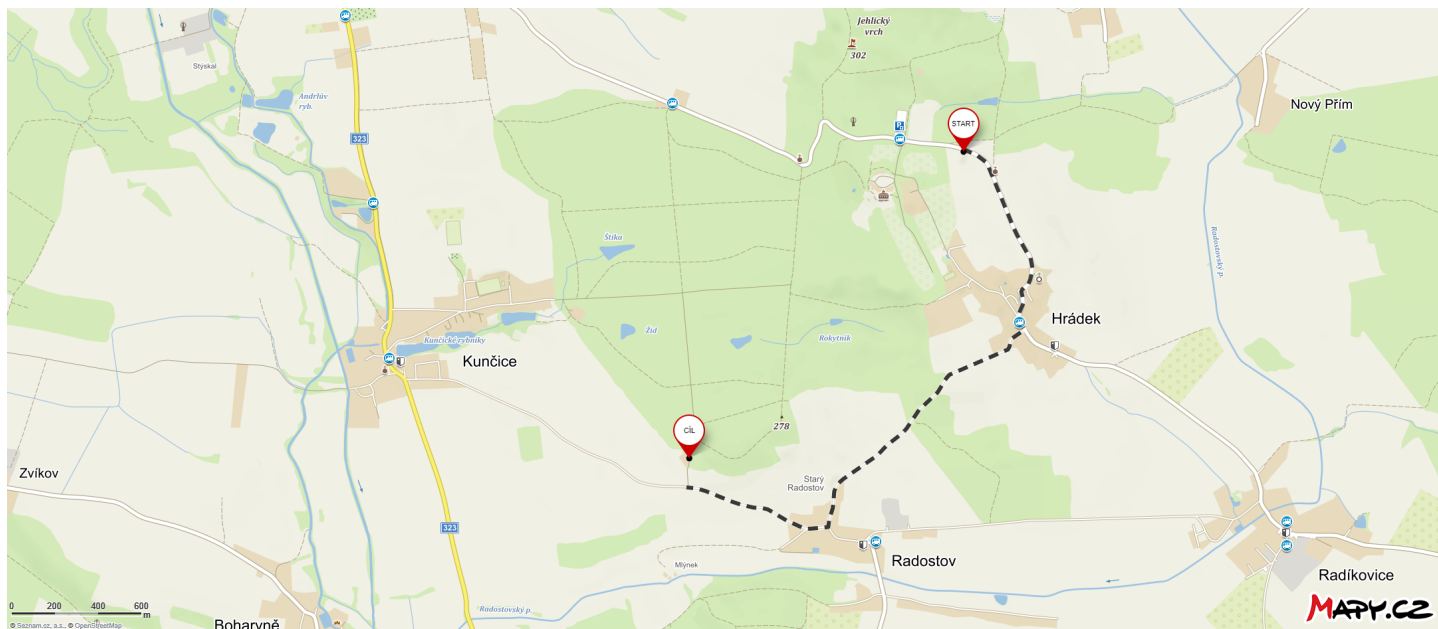 Stýskal
Andrlův
ryb.
323
Jehlický
vrch
302
START
Nový Přím
Radostovský p.
Štika
Žid
Rokytník
Hrádek
Kunčické rybníky
Kunčice
CÍL
278
Zvíkov
Starý
Radostov
323
Radostov
Mlýnek
Radíkovice
Radostovský p.
Boharyně
0 200 400 600
m
© Seznam.cz, a.s., © OpenStreetMap
MAPY.CZ